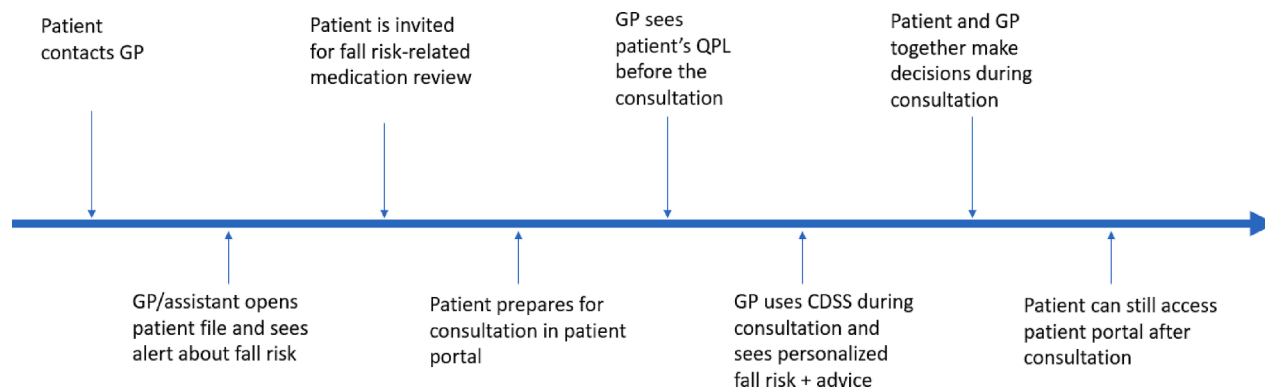 Patient
contacts GP
Patient is invited
for fall risk-related
medication review
GP sees
patient's QPL
before the
consultation
Patient and GP
together make
decisions during
consultation
GP/assistant opens
patient file and sees
alert about fall risk
Patient prepares for
consultation in patient
portal
GP uses CDSS during
consultation and
sees personalized
fall risk + advice
Patient can still access
patient portal after
consultation